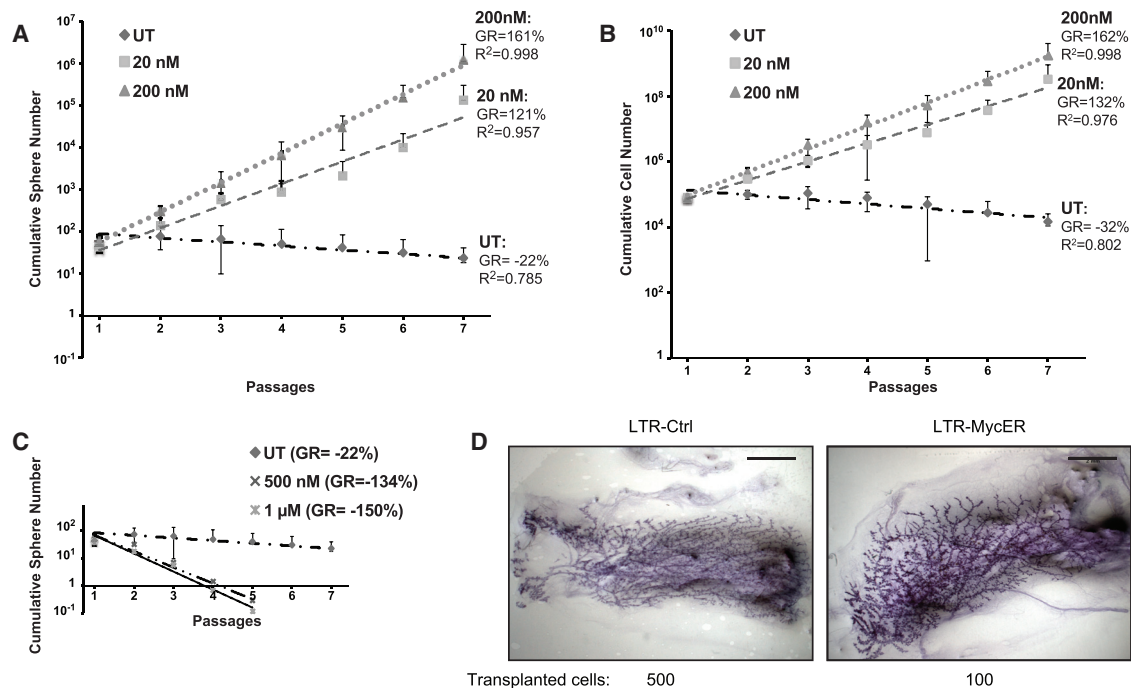 A
Cumulative Sphere Number
10⁷
10⁶
10⁵
10⁴
10³
10²
10¹
1
10⁻¹
UT
20 nM
200 nM
200nM:
GR=161%
R²=0.998
20 nM:
GR=121%
R²=0.957
UT:
GR= -22%
R²=0.785
1 2 3 4 5 6 7
Passages
B
Cumulative Cell Number
10¹⁰
10⁸
10⁶
10⁴
10²
1
UT
20 nM
200 nM
200nM
GR=162%
R²=0.998
20nM:
GR=132%
R²=0.976
UT:
GR= -32%
R²=0.802
1 2 3 4 5 6 7
Passages
C
Cumulative Sphere Number
UT (GR= -22%)
500 nM (GR=-134%)
1 µM (GR= -150%)
10²
10¹
1
10⁻¹
1 2 3 4 5 6 7
Passages
D
LTR-Ctrl
LTR-MycER
Transplanted cells: 500 100